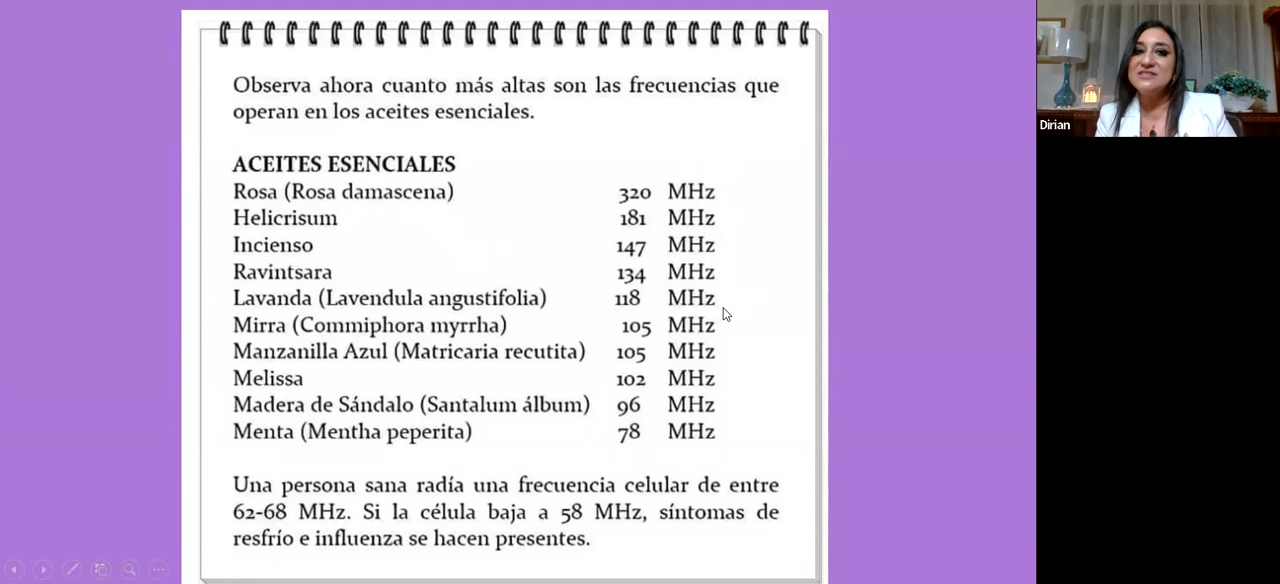 Observa ahora cuanto más altas son las frecuencias que
operan en los aceites esenciales.
ACEITES ESENCIALES
Rosa (Rosa damascena) 320 MHz
Helicrisum 181 MHz
Incienso 147 MHz
Ravintsara 134 MHz
Lavanda (Lavendula angustifolia) 118 MHz
Mirra (Commiphora myrrha) 105 MHz
Manzanilla Azul (Matricaria recutita) 105 MHz
Melissa 102 MHz
Madera de Sándalo (Santalum álbum) 96 MHz
Menta (Mentha peperita) 78 MHz
Una persona sana radía una frecuencia celular de entre
62-68 MHz. Si la célula baja a 58 MHz, síntomas de
resfrío e influenza se hacen presentes.
Dirian